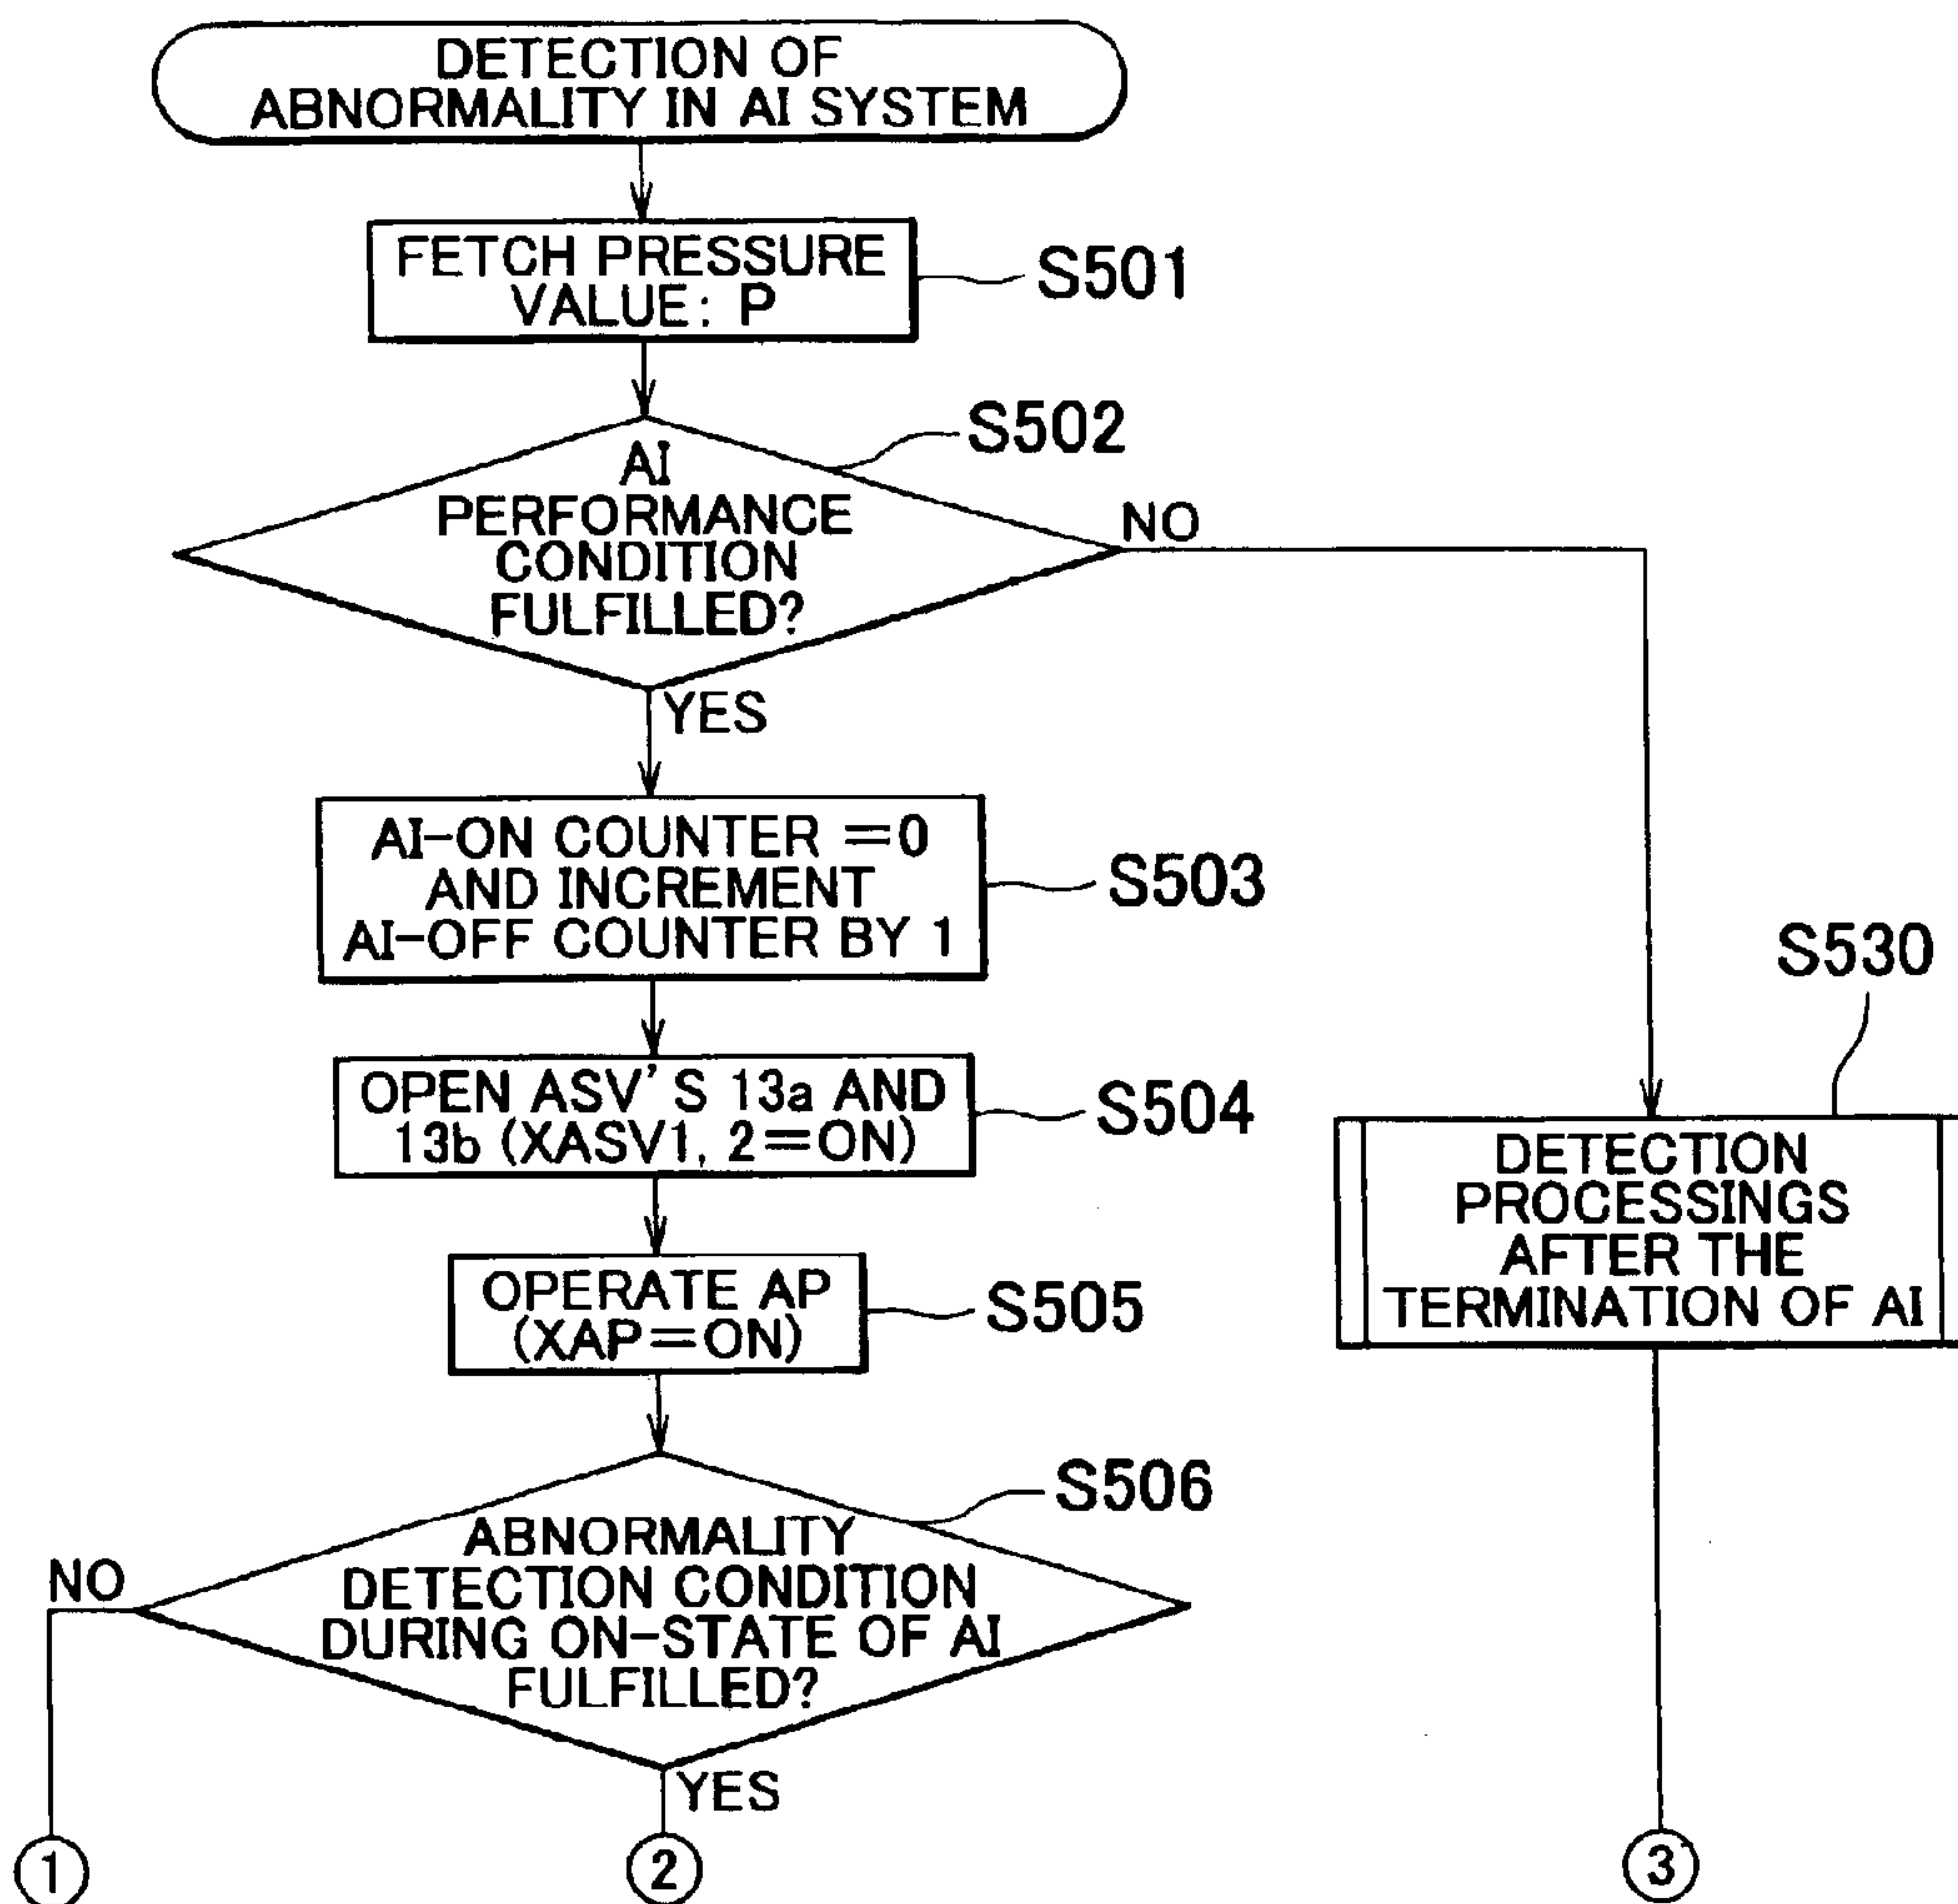 DETECTION OF
ABNORMALITY IN AI SYSTEM
FETCH PRESSURE
VALUE: P
S501
S502
AI
PERFORMANCE
CONDITION
FULFILLED?
NO
YES
AI-ON COUNTER =0
AND INCREMENT
AI-OFF COUNTER BY 1
S503
OPEN ASV'S 13a AND
13b (XASV1, 2=ON)
S504
S530
DETECTION
PROCESSINGS
AFTER THE
TERMINATION OF AI
OPERATE AP
(XAP=ON)
S505
S506
ABNORMALITY
DETECTION CONDITION
DURING ON-STATE OF AI
FULFILLED?
NO
YES
1
2
3